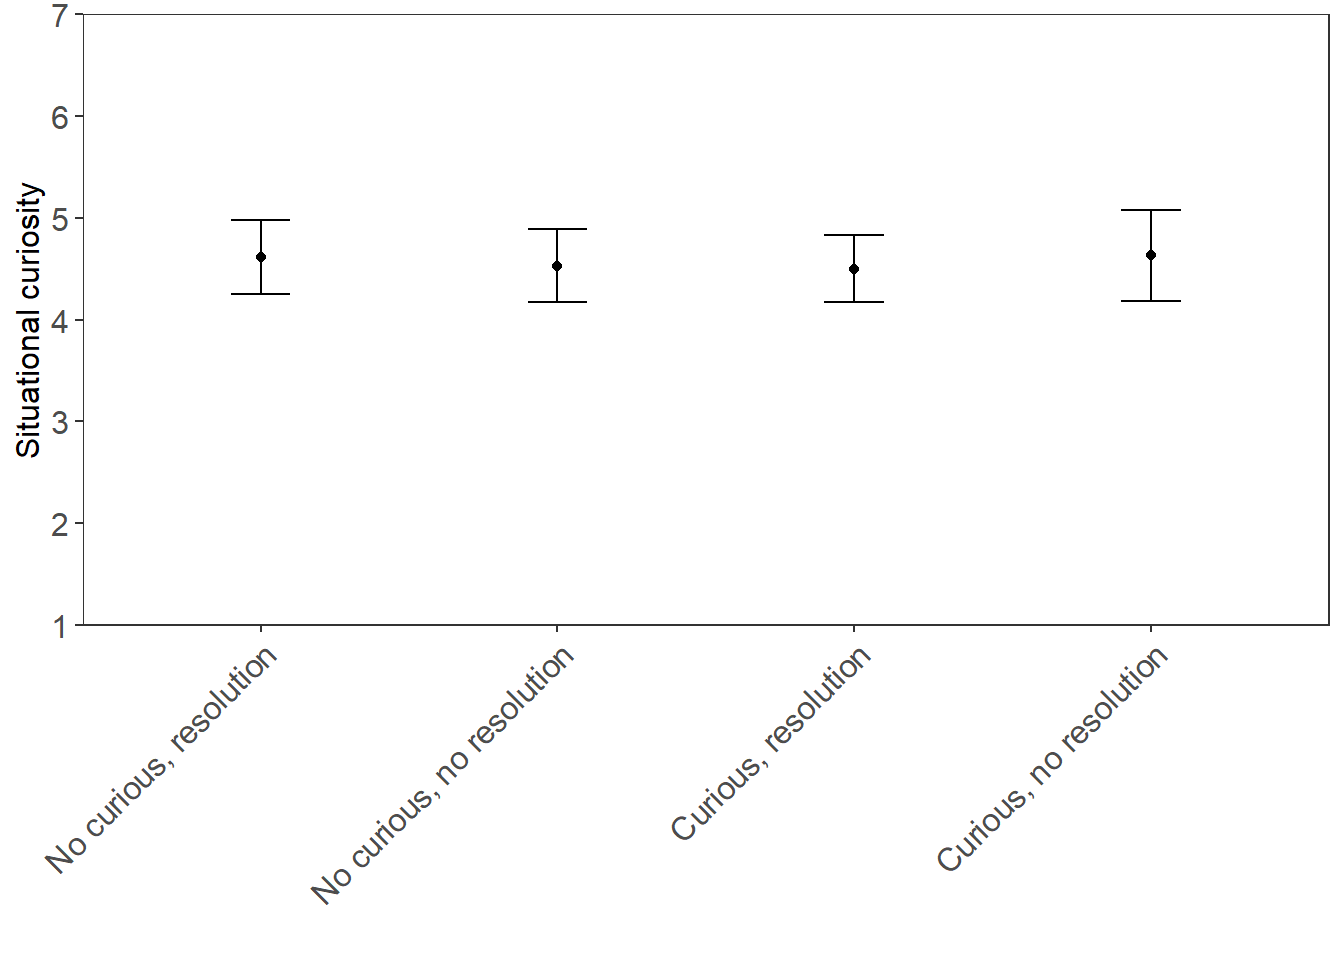 7
6
5
4
3
2
1
Situational curiosity
No curious, resolution
No curious, no resolution
Curious, resolution
Curious, no resolution